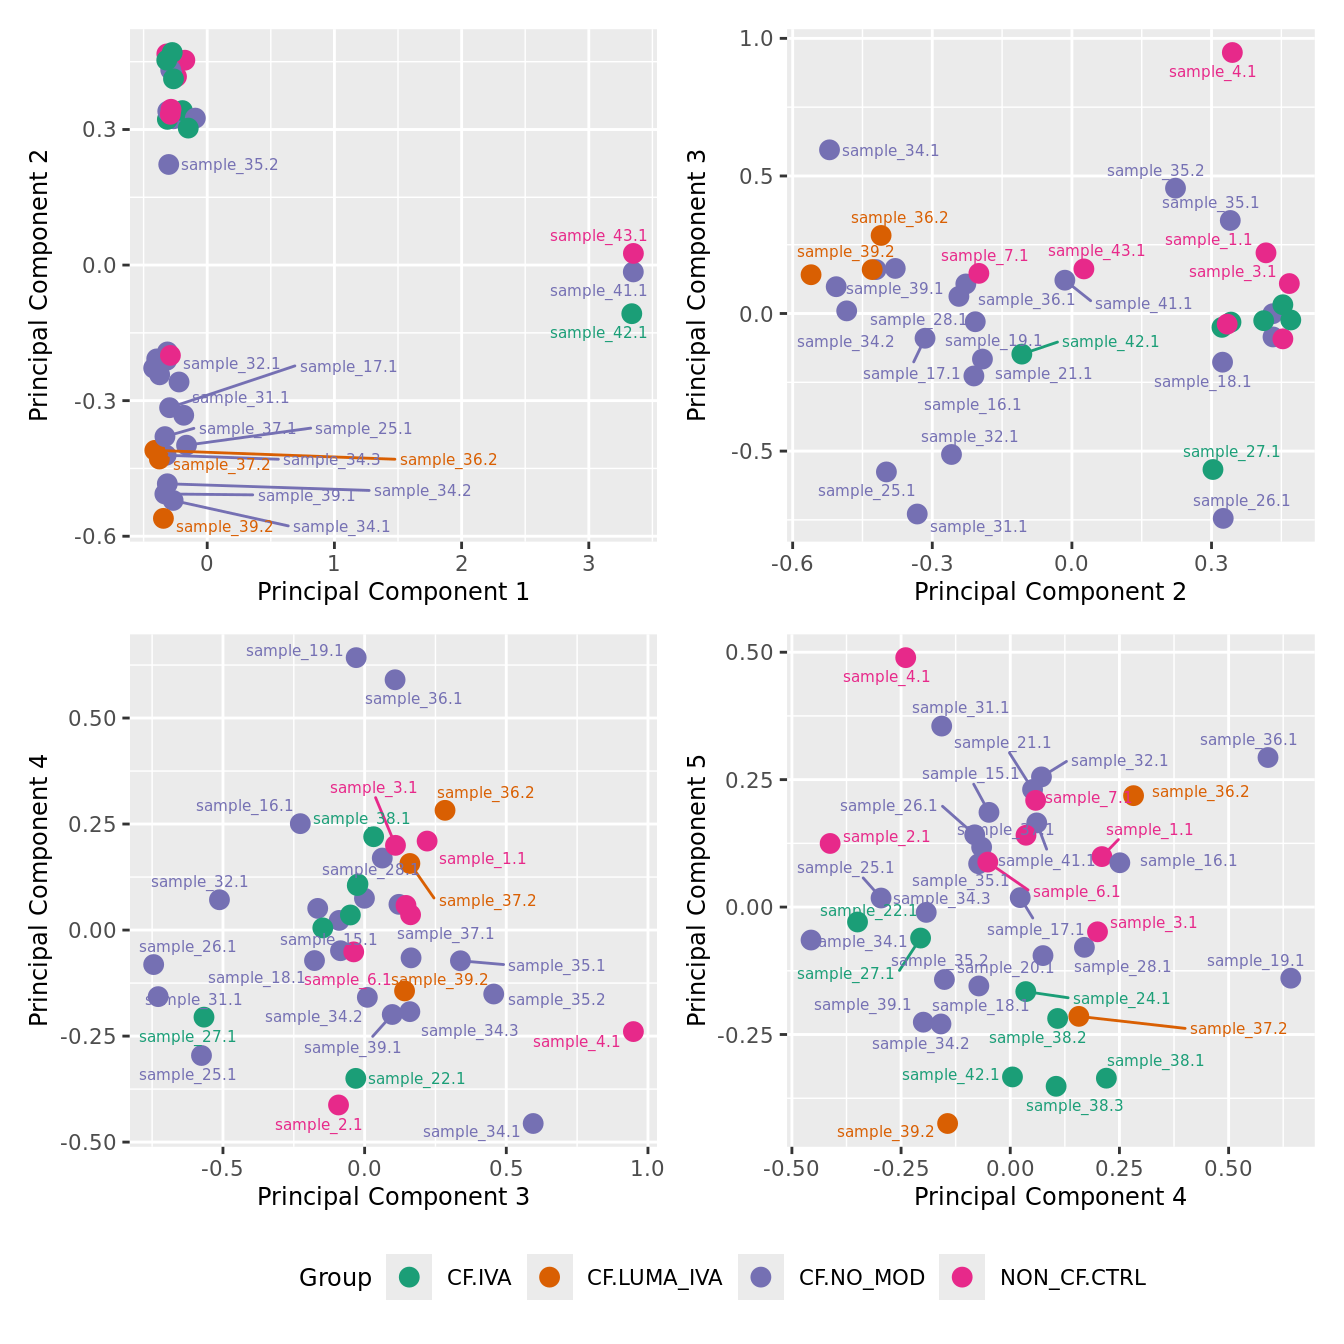 0.3
0.0
-0.3
-0.6
Principal Component 2
sample_35.2
sample_43.1
sample_41.1
sample_42.1
sample_32.1
sample_17.1
sample_31.1
sample_37.1
sample_25.1
sample_37.2
sample_34.3
sample_36.2
sample_34.2
sample_39.1
sample_39.2
sample_34.1
0
1
2
3
Principal Component 1
1.0
0.5
0.0
-0.5
Principal Component 3
sample_4.1
sample_34.1
sample_35.2
sample_35.1
sample_36.2
sample_1.1
sample_39.2
sample_7.1
sample_43.1
sample_3.1
sample_39.1
sample_36.1
sample_41.1
sample_28.1
sample_34.2
sample_19.1
sample_42.1
sample_17.1
sample_21.1
sample_18.1
sample_16.1
sample_32.1
sample_27.1
sample_25.1
sample_26.1
sample_31.1
-0.6
-0.3
0.0
0.3
Principal Component 2
0.50
0.25
0.00
-0.25
-0.50
Principal Component 4
sample_19.1
sample_36.1
sample_3.1
sample_36.2
sample_16.1
sample_38.1
sample_1.1
sample_28.1
sample_32.1
sample_37.2
sample_37.1
sample_15.1
sample_26.1
sample_35.1
sample_18.1
sample_6.1
sample_39.2
sample_31.1
sample_35.2
sample_34.2
sample_34.3
sample_27.1
sample_4.1
sample_39.1
sample_25.1
sample_22.1
sample_2.1
sample_34.1
-0.5
0.0
0.5
1.0
Principal Component 3
0.50
0.25
0.00
-0.25
Principal Component 5
sample_4.1
sample_31.1
sample_21.1
sample_36.1
sample_32.1
sample_15.1
sample_36.2
sample_26.1
sample_2.1
sample_1.1
sample_41.1
sample_16.1
sample_25.1
sample_35.1
sample_6.1
sample_34.3
sample_22.1
sample_3.1
sample_17.1
sample_34.1
sample_35.2
sample_20.1
sample_28.1
sample_19.1
sample_27.1
sample_24.1
sample_39.1
sample_18.1
sample_37.2
sample_38.2
sample_34.2
sample_38.1
sample_42.1
sample_38.3
sample_39.2
-0.50
-0.25
0.00
0.25
0.50
Principal Component 4
Group
CF.IVA
CF.LUMA_IVA
CF.NO_MOD
NON_CF.CTRL